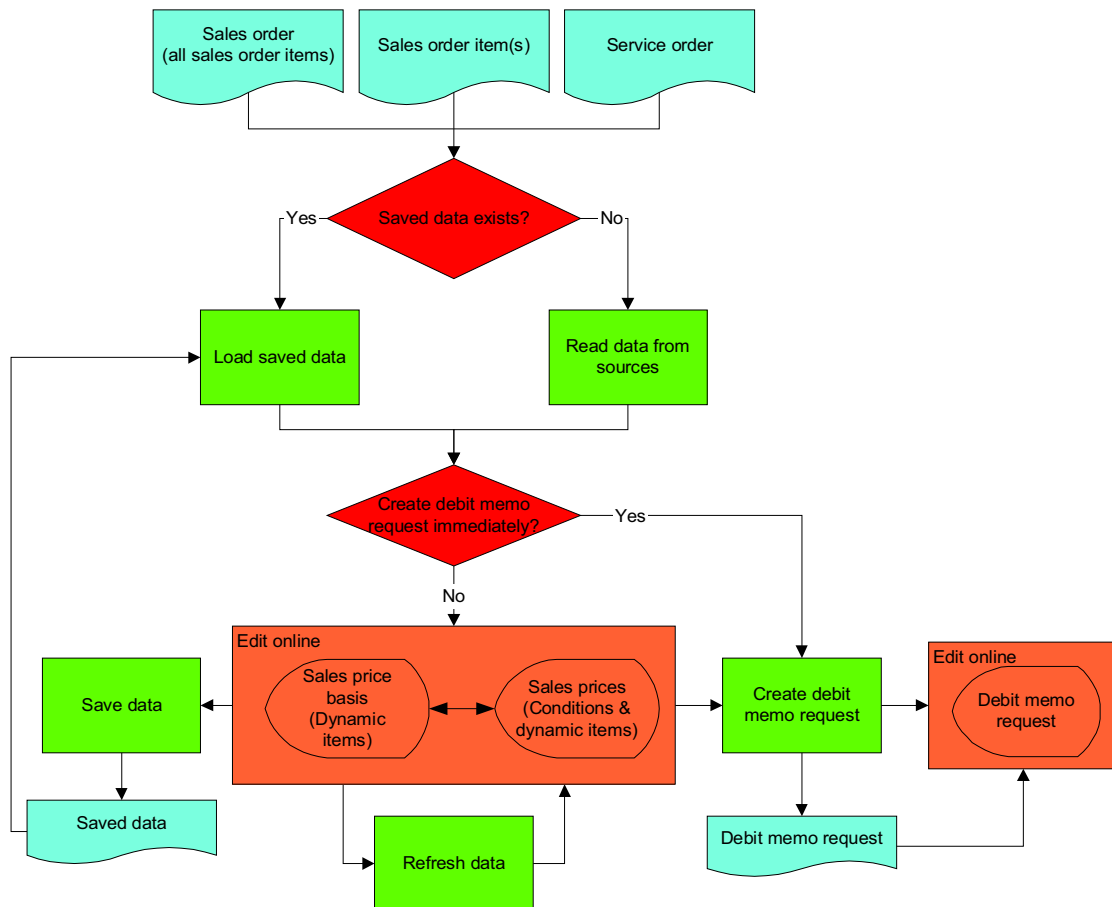 Sales order
(all sales order items)
Sales order item(s)
Service order
Saved data exists?
Yes
No
Load saved data
Read data from
sources
Create debit memo
request immediately?
Yes
No
Edit online
Sales price
basis
(Dynamic
items)
Sales prices
(Conditions &
dynamic items)
Save data
Create debit
memo request
Edit online
Debit memo
request
Saved data
Refresh data
Debit memo request